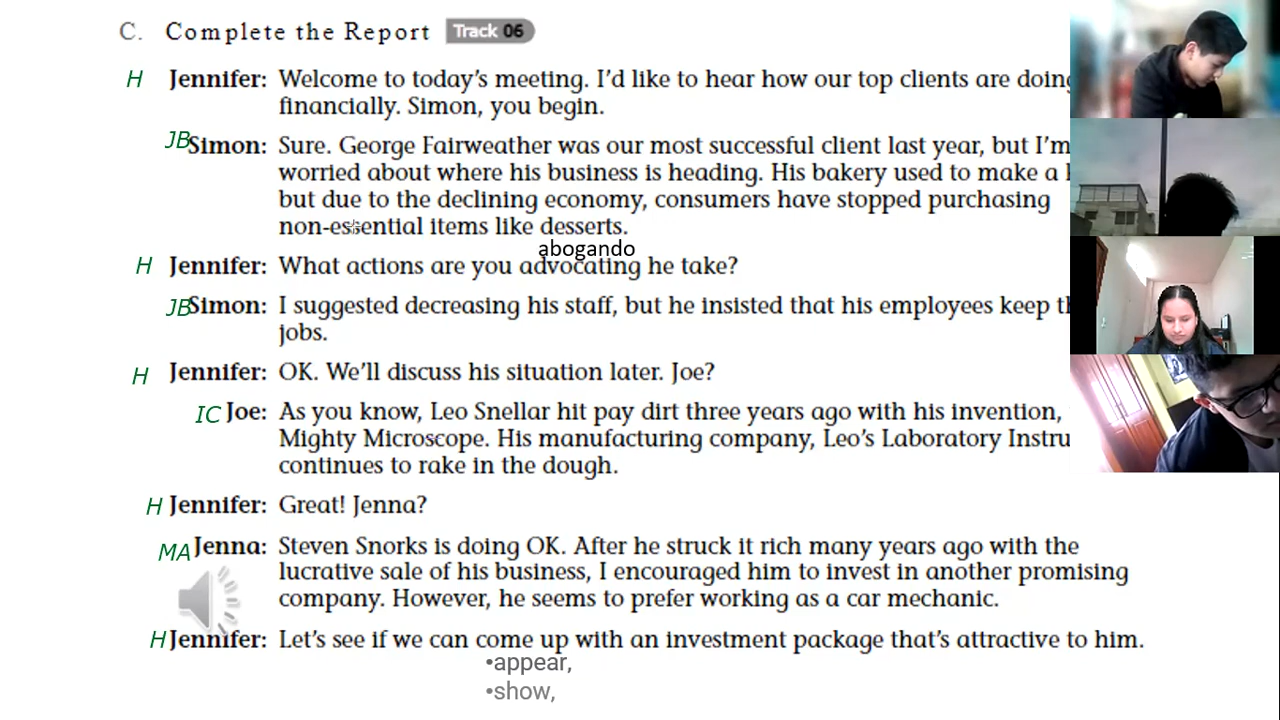 C. Complete the Report Track 06
H Jennifer: Welcome to today's meeting. I'd like to hear how our top clients are doing
financially. Simon, you begin.
JB Simon: Sure. George Fairweather was our most successful client last year, but I'm
worried about where his business is heading. His bakery used to make a
but due to the declining economy, consumers have stopped purchasing
non-essential items like desserts.
abogando
H Jennifer: What actions are you advocating he take?
JB Simon: I suggested decreasing his staff, but he insisted that his employees keep
jobs.
H Jennifer: OK. We'll discuss his situation later. Joe?
IC Joe: As you know, Leo Snellar hit pay dirt three years ago with his invention,
Mighty Microscope. His manufacturing company, Leo's Laboratory Instru
continues to rake in the dough.
H Jennifer: Great! Jenna?
MA Jenna: Steven Snorks is doing OK. After he struck it rich many years ago with the
lucrative sale of his business, I encouraged him to invest in another promising
company. However, he seems to prefer working as a car mechanic.
H Jennifer: Let's see if we can come up with an investment package that's attractive to him.
•appear,
•show,